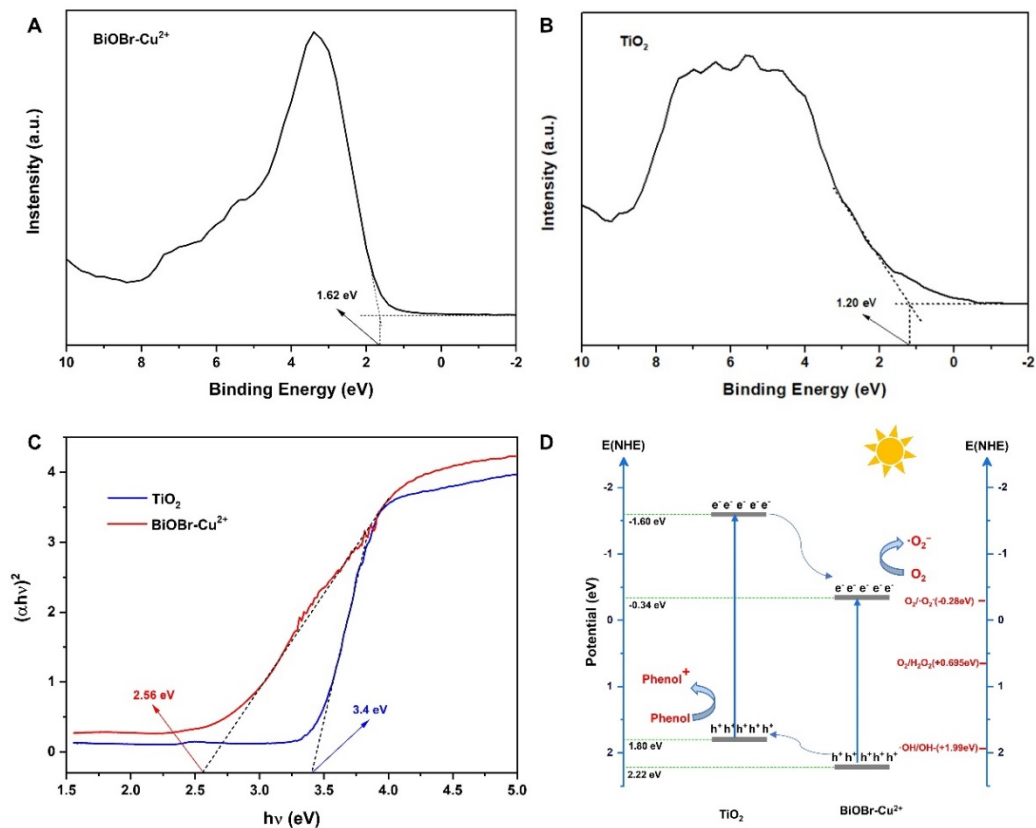 A
BiOBr-Cu²⁺
Instensity (a.u.)
1.62 eV
10 8 6 4 2 0 -2
Binding Energy (eV)
B
TiO₂
Intensity (a.u.)
1.20 eV
10 8 6 4 2 0 -2
Binding Energy (eV)
C
TiO₂
BiOBr-Cu²⁺
(αhν)²
4
3
2
1
0
2.56 eV
3.4 eV
1.5 2.0 2.5 3.0 3.5 4.0 4.5 5.0
hν (eV)
D
E(NHE)
E(NHE)
Potential (eV)
-2
-1
0
1
2
-1.60 eV
-0.34 eV
1.80 eV
2.22 eV
e⁻ e⁻ e⁻ e⁻ e⁻
e⁻ e⁻ e⁻ e⁻ e⁻
·O₂⁻
O₂
Phenol⁺
Phenol
h⁺h⁺h⁺h⁺h⁺
h⁺h⁺h⁺h⁺h⁺
-2
-1
0
1
2
O₂/·O₂⁻(-0.28eV)
O₂/H₂O₂(+0.695eV)
·OH/OH-(+1.99eV)
TiO₂
BiOBr-Cu²⁺